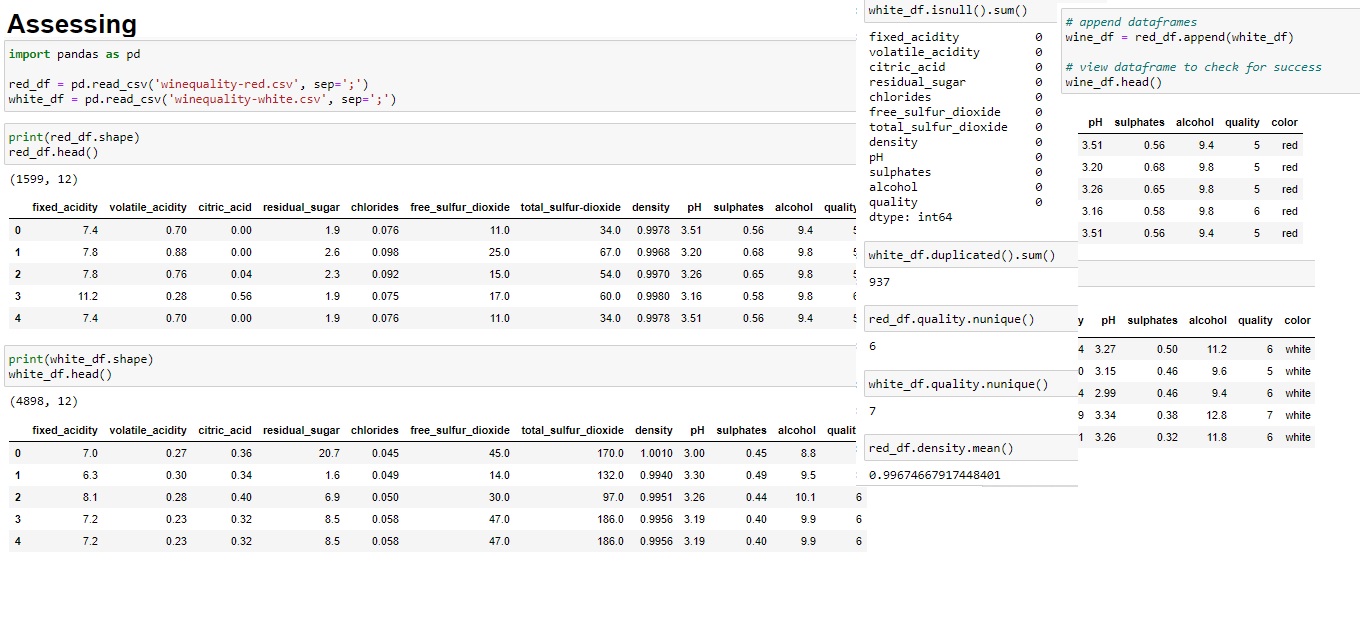 Assessing
import pandas as pd
red_df = pd.read_csv('winequality-red.csv', sep=';')
white_df = pd.read_csv('winequality-white.csv', sep=';')
print(red_df.shape)
red_df.head()
(1599, 12)
fixed_acidity volatile_acidity citric_acid residual_sugar chlorides free_sulfur_dioxide total_sulfur-dioxide density pH sulphates alcohol quality
0 7.4 0.70 0.00 1.9 0.076 11.0 34.0 0.9978 3.51 0.56 9.4
1 7.8 0.88 0.00 2.6 0.098 25.0 67.0 0.9968 3.20 0.68 9.8
2 7.8 0.76 0.04 2.3 0.092 15.0 54.0 0.9970 3.26 0.65 9.8
3 11.2 0.28 0.56 1.9 0.075 17.0 60.0 0.9980 3.16 0.58 9.8
4 7.4 0.70 0.00 1.9 0.076 11.0 34.0 0.9978 3.51 0.56 9.4
print(white_df.shape)
white_df.head()
(4898, 12)
fixed_acidity volatile_acidity citric_acid residual_sugar chlorides free_sulfur_dioxide total_sulfur_dioxide density pH sulphates alcohol qualit
0 7.0 0.27 0.36 20.7 0.045 45.0 170.0 1.0010 3.00 0.45 8.8
1 6.3 0.30 0.34 1.6 0.049 14.0 132.0 0.9940 3.30 0.49 9.5
2 8.1 0.28 0.40 6.9 0.050 30.0 97.0 0.9951 3.26 0.44 10.1 6
3 7.2 0.23 0.32 8.5 0.058 47.0 186.0 0.9956 3.19 0.40 9.9 6
4 7.2 0.23 0.32 8.5 0.058 47.0 186.0 0.9956 3.19 0.40 9.9 6
white_df.isnull().sum()
fixed_acidity 0
volatile_acidity 0
citric_acid 0
residual_sugar 0
chlorides 0
free_sulfur_dioxide 0
total_sulfur_dioxide 0
density 0
pH 0
sulphates 0
alcohol 0
quality 0
dtype: int64
white_df.duplicated().sum()
937
red_df.quality.nunique()
6
white_df.quality.nunique()
7
red_df.density.mean()
0.99674667917448401
# append dataframes
wine_df = red_df.append(white_df)
# view dataframe to check for success
wine_df.head()
pH sulphates alcohol quality color
3.51 0.56 9.4 5 red
3.20 0.68 9.8 5 red
3.26 0.65 9.8 5 red
3.16 0.58 9.8 6 red
3.51 0.56 9.4 5 red
y pH sulphates alcohol quality color
4 3.27 0.50 11.2 6 white
0 3.15 0.46 9.6 5 white
4 2.99 0.46 9.4 6 white
9 3.34 0.38 12.8 7 white
1 3.26 0.32 11.8 6 white